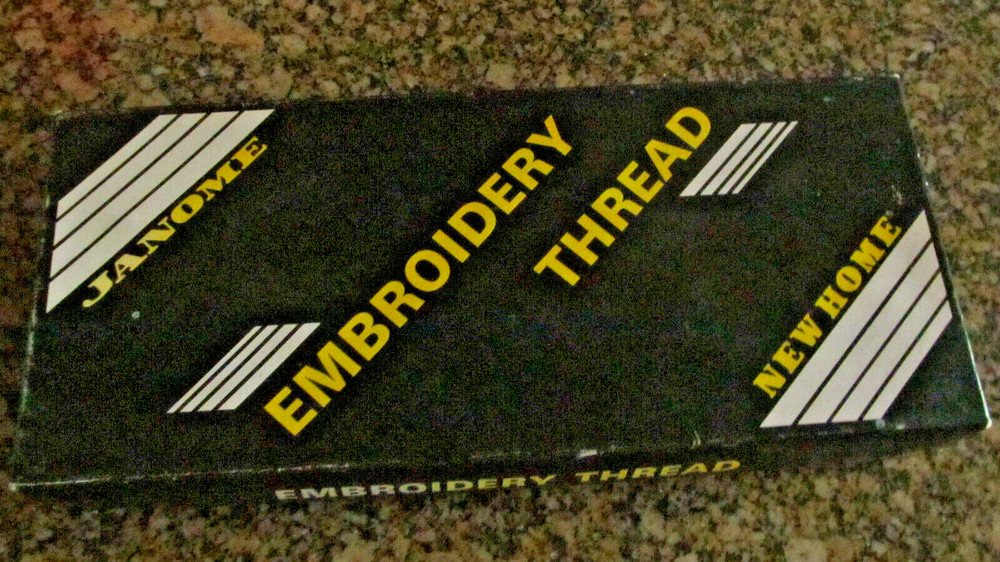 JANOME
EMBROIDERY
THREAD
NEW HOME
EMBROIDERY THREAD